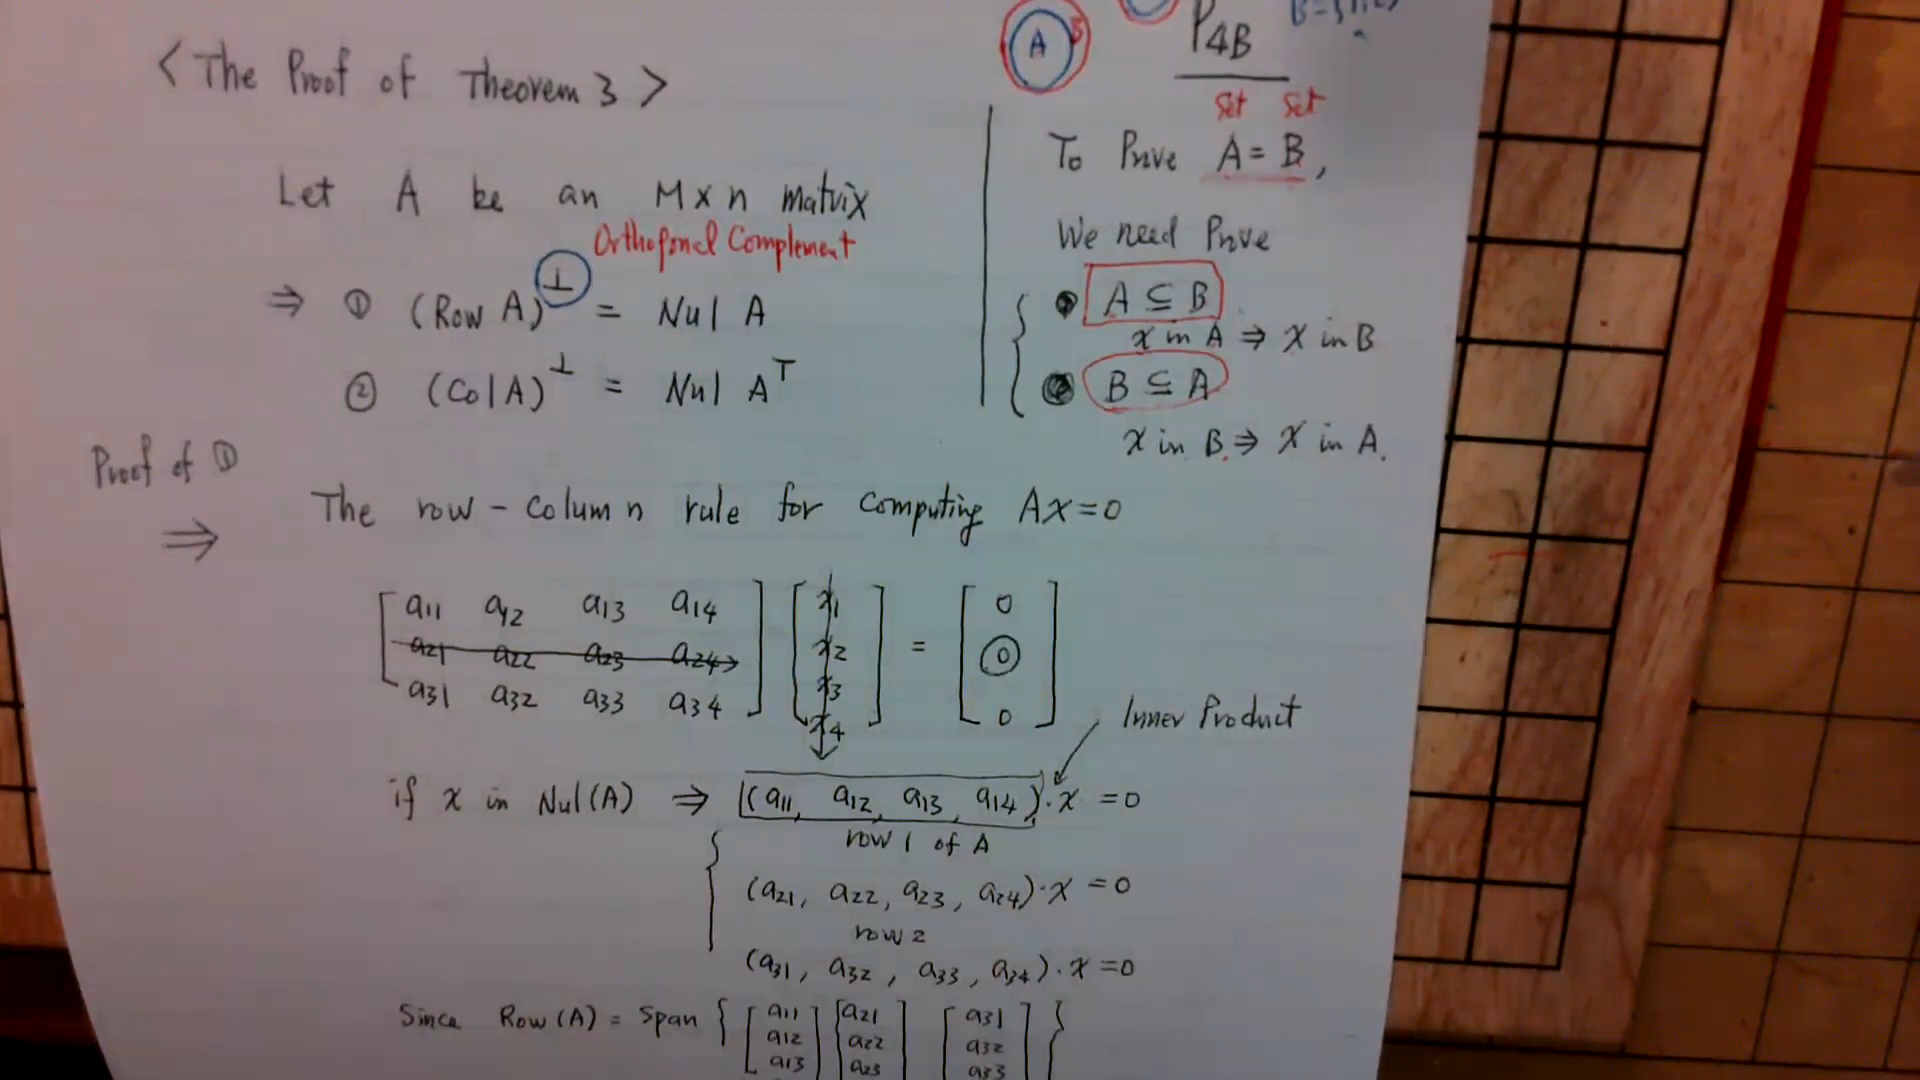 < The Proof of Theorem 3 >
Let A be an M x n matrix
Orthogonal Complement
⇒ ① (Row A)^⊥ = Nul A
② (Col A)^⊥ = Nul A^T
A B
P4B
Set Set
To Prove A = B,
We need Prove
A ⊆ B
x in A ⇒ x in B
B ⊆ A
x in B. ⇒ x in A.
Proof of ①
⇒ The row-column rule for computing Ax=0
[ a11 a12 a13 a14 ] [ x1 ] = [ 0 ]
[ a21 a22 a23 a24 ] [ x2 ] [ 0 ]
[ a31 a32 a33 a34 ] [ x3 ] [ 0 ]
x4
Inner Product
if x in Nul(A) ⇒ (a11, a12, a13, a14)·x = 0
row 1 of A
(a21, a22, a23, a24)·x = 0
row 2
(a31, a32, a33, a34)·x = 0
Since Row(A) = Span { [ a11 ] [ a21 ] [ a31 ] }
a12 a22 a32
a13 a23 a33